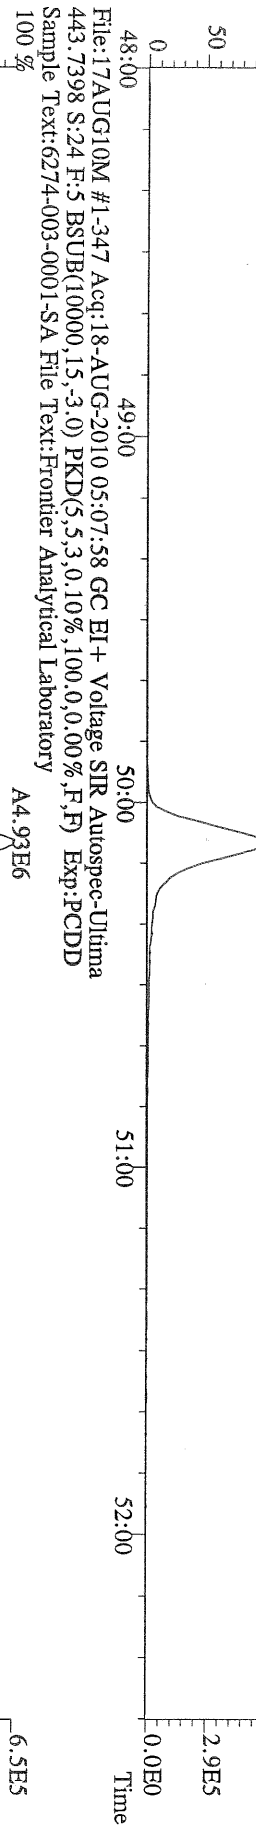 50
2.9E5
0
0.0E0
48:00
49:00
50:00
51:00
52:00
Time
File:17AUG10M #1-347 Acq:18-AUG-2010 05:07:58 GC EI+ Voltage SIR Autospec-Ultima
443.7398 S:24 F:5 BSUB(10000,15,-3.0) PKD(5,5,3,0.10%,100.0,0.00%,F,F) Exp:PCDD
Sample Text:6274-003-0001-SA File Text:Frontier Analytical Laboratory
100 %
A4.93E6
6.5E5